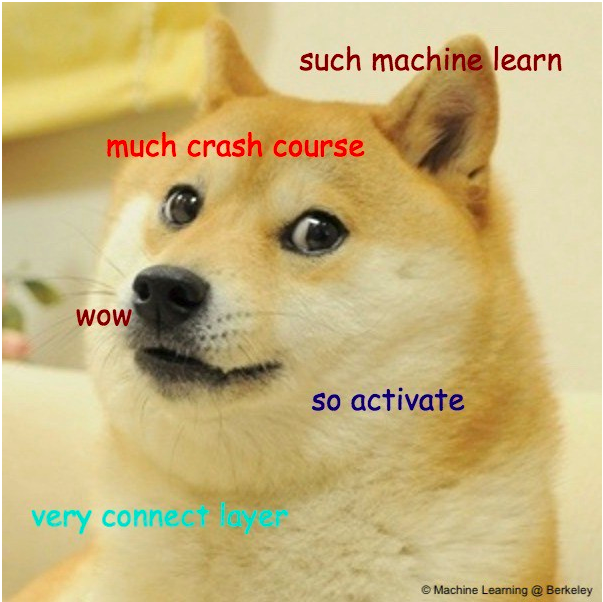 such machine learn
much crash course
wow
so activate
very connect layer
© Machine Learning @ Berkeley